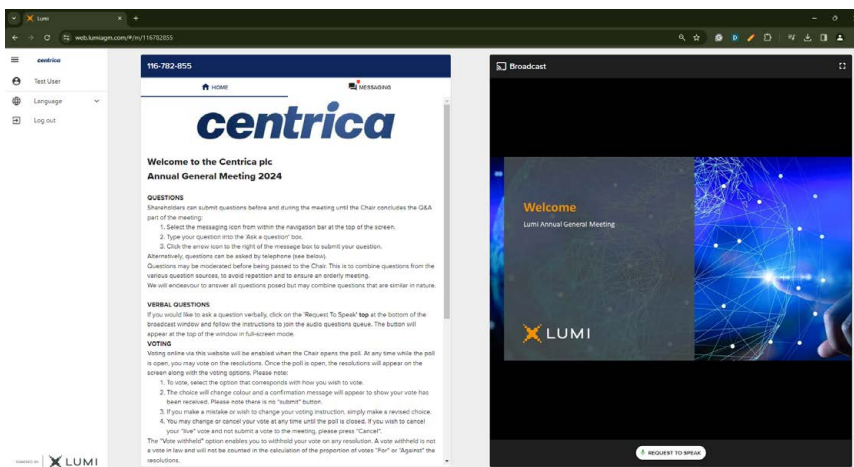 Lumi
web.lumiagm.com/#/m/116782855
centrica
Test User
Language
Log out
POWERED BY LUMI
116-782-855
HOME
MESSAGING
centrica
Welcome to the Centrica plc
Annual General Meeting 2024
QUESTIONS
Shareholders can submit questions before and during the meeting until the Chair concludes the Q&A
part of the meeting:
1. Select the messaging icon from within the navigation bar at the top of the screen.
2. Type your question into the 'Ask a question' box.
3. Click the arrow icon to the right of the message box to submit your question.
Alternatively, questions can be asked by telephone (see below).
Questions may be moderated before being passed to the Chair. This is to combine questions from the
various question sources, to avoid repetition and to ensure an orderly meeting.
We will endeavour to answer all questions posed but may combine questions that are similar in nature.
VERBAL QUESTIONS
If you would like to ask a question verbally, click on the 'Request To Speak' top at the bottom of the
broadcast window and follow the instructions to join the audio questions queue. The button will
appear at the top of the window in full-screen mode.
VOTING
Voting online via this website will be enabled when the Chair opens the poll. At any time while the poll
is open, you may vote on the resolutions. Once the poll is open, the resolutions will appear on the
screen along with the voting options. Please note:
1. To vote, select the option that corresponds with how you wish to vote.
2. The choice will change colour and a confirmation message will appear to show your vote has
been received. Please note there is no "submit" button.
3. If you make a mistake or wish to change your voting instruction, simply make a revised choice.
4. You may change or cancel your vote at any time until the poll is closed. If you wish to cancel
your "live" vote and not submit a vote to the meeting, please press "Cancel".
The "Vote withheld" option enables you to withhold your vote on any resolution. A vote withheld is not
a vote in law and will not be counted in the calculation of the proportion of votes "For" or "Against" the
resolutions.
Broadcast
Welcome
Lumi Annual General Meeting
LUMI
REQUEST TO SPEAK